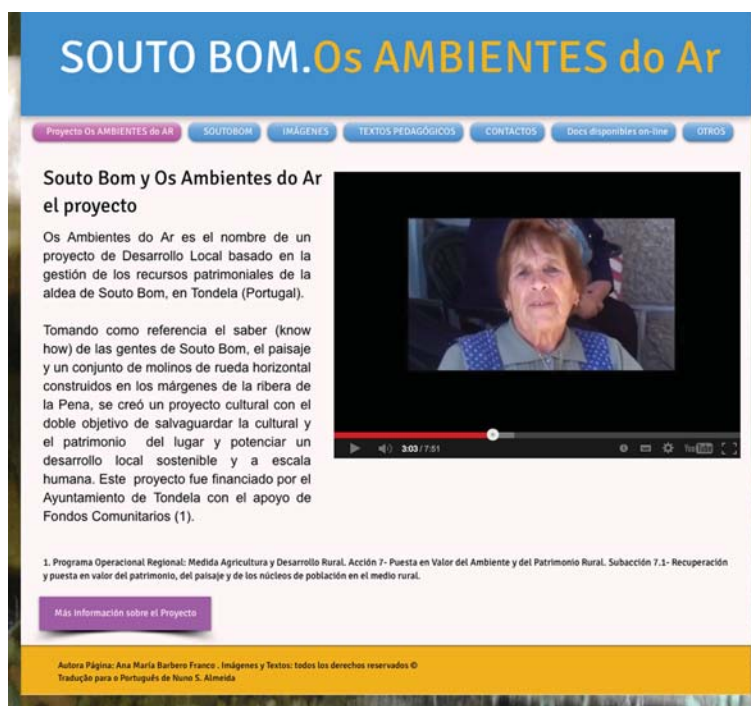 SOUTO BOM.Os AMBIENTES do Ar
Proyecto Os AMBIENTES do AR
SOUTOBOM
IMÁGENES
TEXTOS PEDAGÓGICOS
CONTACTOS
Docs disponibles on-line
OTROS
Souto Bom y Os Ambientes do Ar
el proyecto
Os Ambientes do Ar es el nombre de un
proyecto de Desarrollo Local basado en la
gestión de los recursos patrimoniales de la
aldea de Souto Bom, en Tondela (Portugal).
Tomando como referencia el saber (know
how) de las gentes de Souto Bom, el paisaje
y un conjunto de molinos de rueda horizontal
construidos en los márgenes de la ribera de
la Pena, se creó un proyecto cultural con el
doble objetivo de salvaguardar la cultural y
el patrimonio del lugar y potenciar un
desarrollo local sostenible y a escala
humana. Este proyecto fue financiado por el
Ayuntamiento de Tondela con el apoyo de
Fondos Comunitarios (1).
3:03 / 7:51
YouTube
1. Programa Operacional Regional: Medida Agricultura y Desarrollo Rural. Acción 7- Puesta en Valor del Ambiente y del Patrimonio Rural. Subacción 7.1- Recuperación
y puesta en valor del patrimonio, del paisaje y de los núcleos de población en el medio rural.
Más información sobre el Proyecto
Autora Página: Ana María Barbero Franco . Imágenes y Textos: todos los derechos reservados ©
Tradução para o Portugués de Nuno S. Almeida